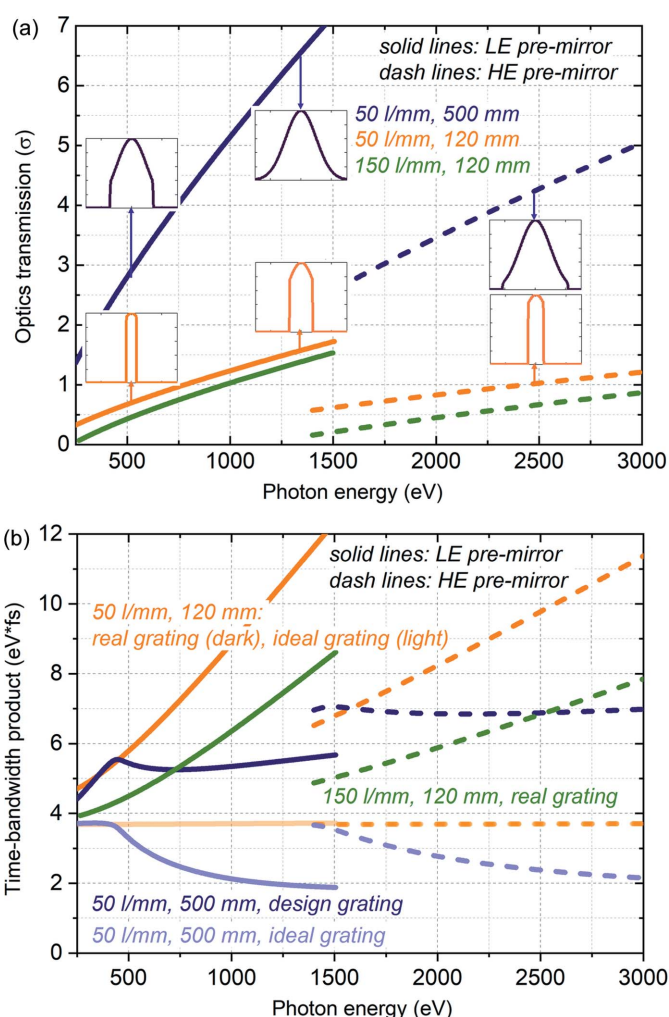 (a)
7
6
5
4
3
2
1
0
Optics transmission (σ)
solid lines: LE pre-mirror
dash lines: HE pre-mirror
50 l/mm, 500 mm
50 l/mm, 120 mm
150 l/mm, 120 mm
500 1000 1500 2000 2500 3000
Photon energy (eV)
(b)
12
10
8
6
4
2
0
Time-bandwidth product (eV*fs)
solid lines: LE pre-mirror
dash lines: HE pre-mirror
50 l/mm, 120 mm:
real grating (dark), ideal grating (light)
150 l/mm, 120 mm, real grating
50 l/mm, 500 mm, design grating
50 l/mm, 500 mm, ideal grating
500 1000 1500 2000 2500 3000
Photon energy (eV)